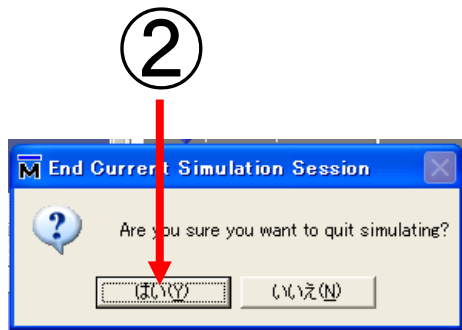 ②
End Current Simulation Session
Are you sure you want to quit simulating?
はい(Y) いいえ(N)